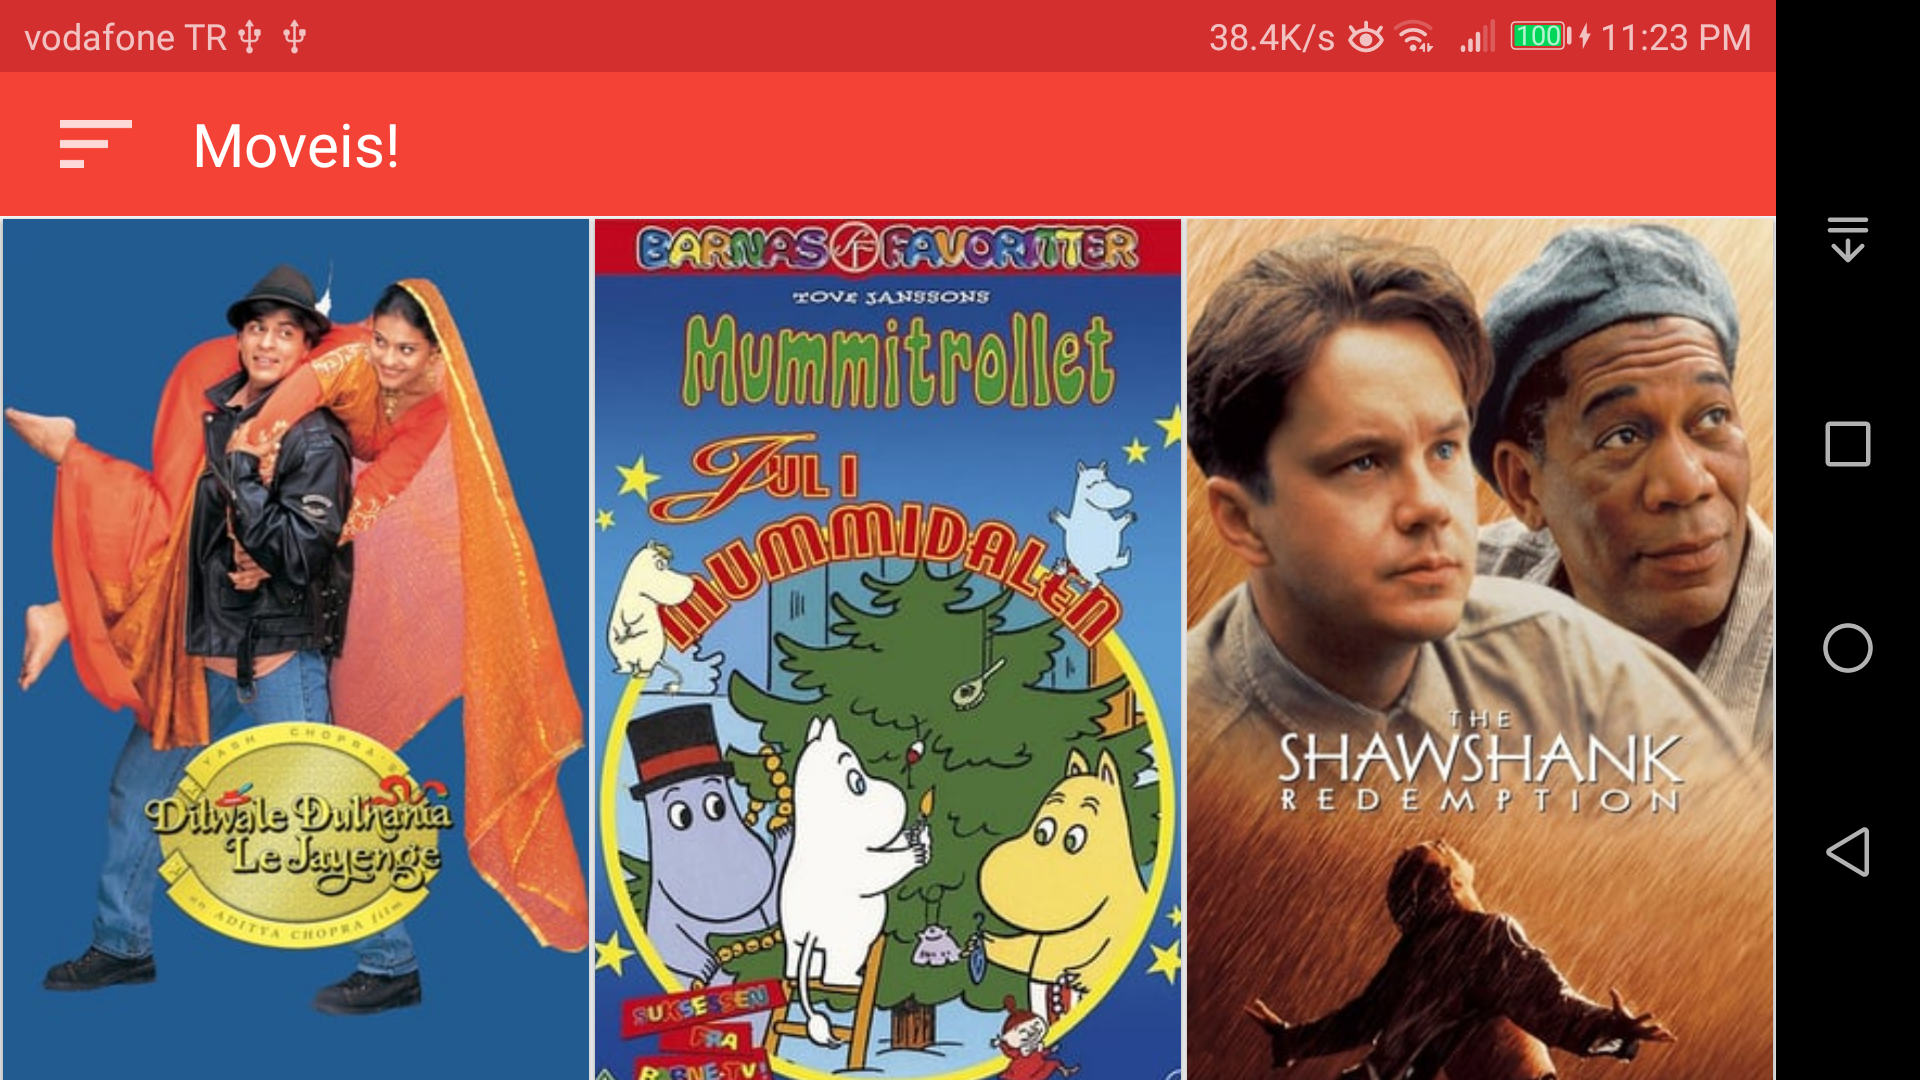 vodafone TR
38.4K/s
100
11:23 PM
Moveis!
YASH CHOPRA'S
Dilwale Dulhania
Le Jayenge
an ADITYA CHOPRA film
BARNAS FAVORITTER
TOVE JANSSONS
Mummitrollet
JUL I
MUMMIDALEN
SUKSESSEN
FRA
BARNE-TV!
THE
SHAWSHANK
REDEMPTION